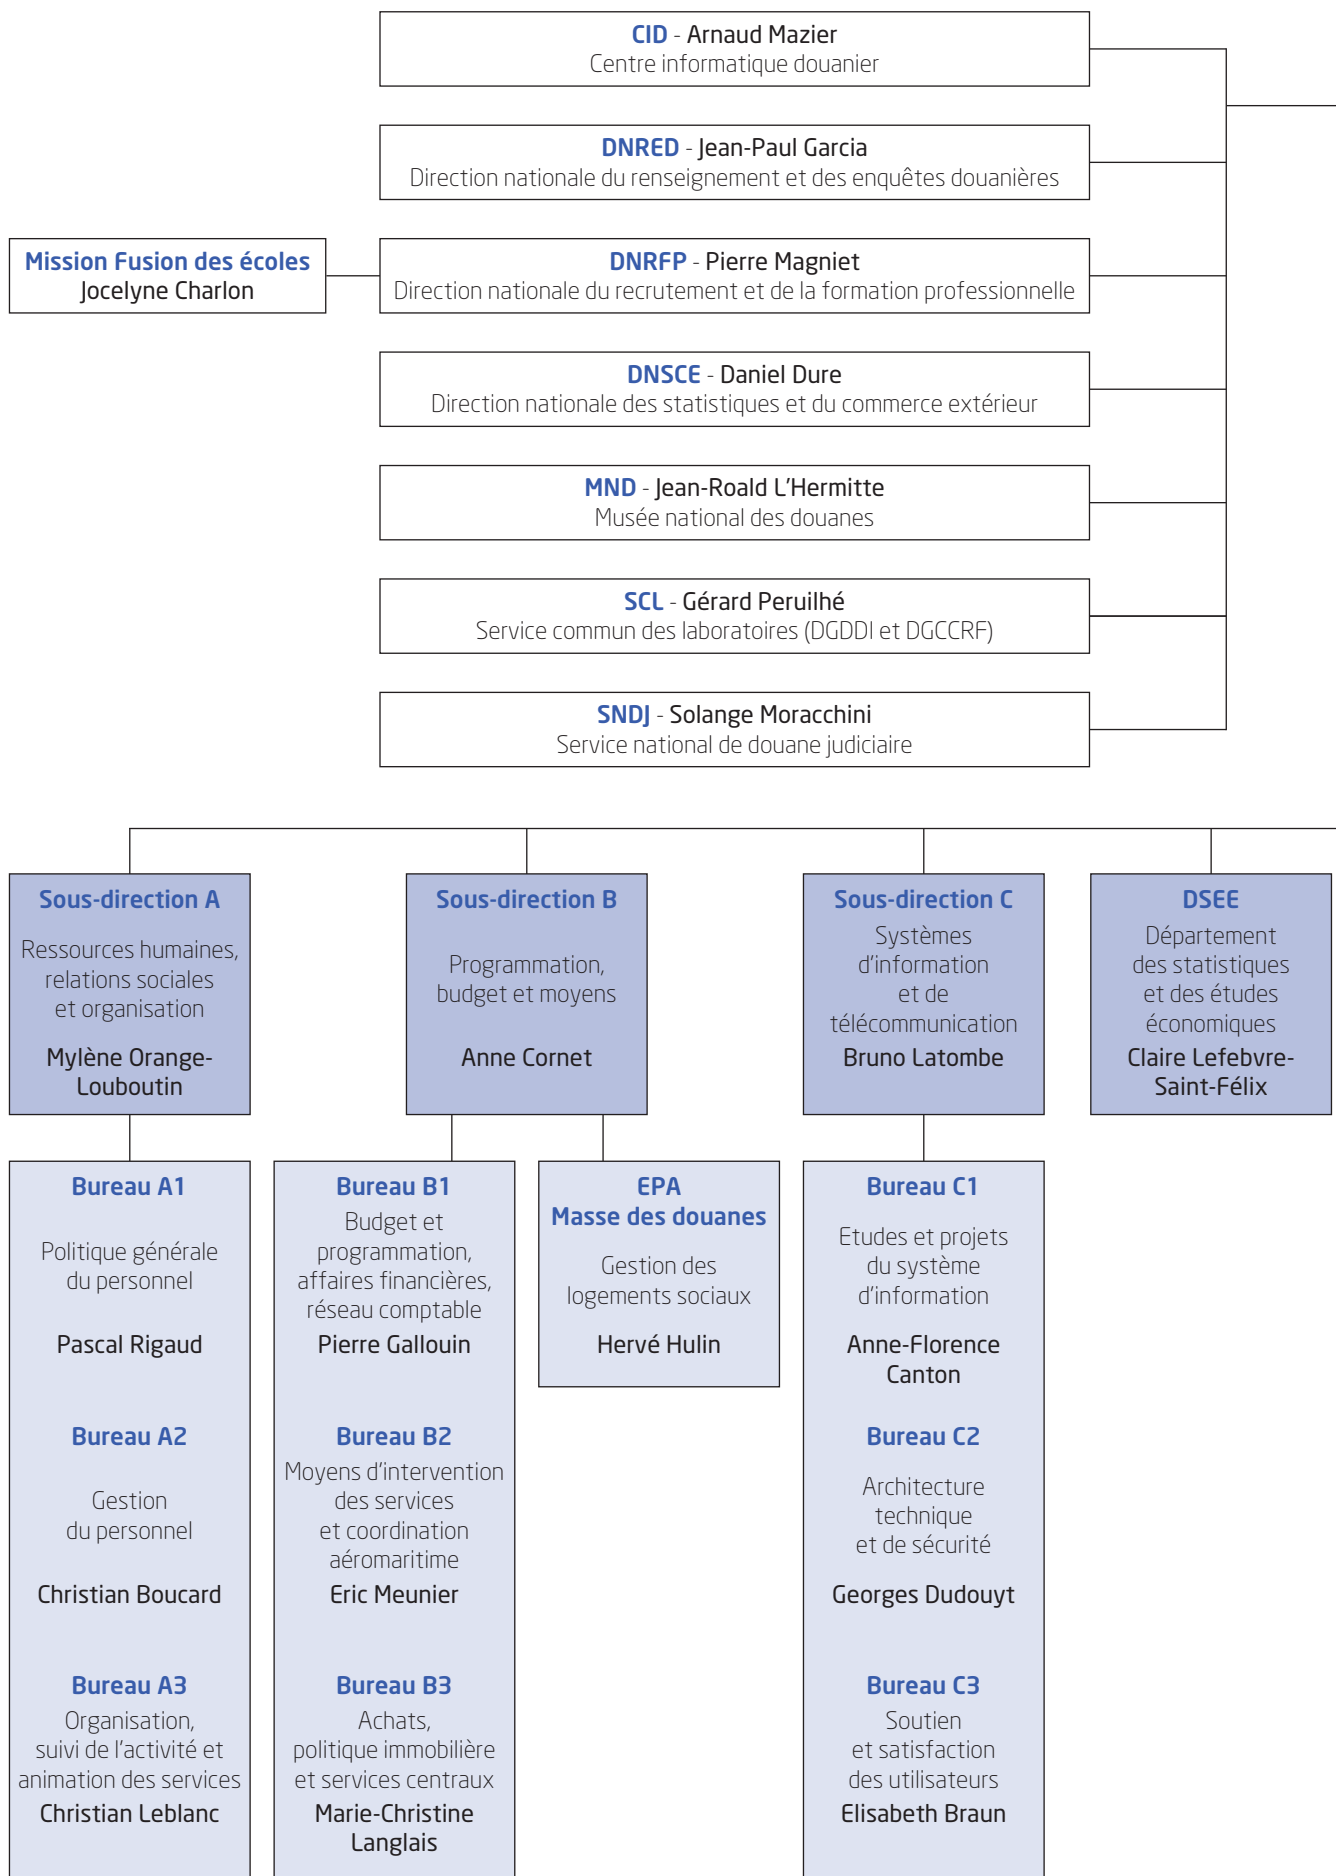 CID - Arnaud Mazier
Centre informatique douanier
DNRED - Jean-Paul Garcia
Direction nationale du renseignement et des enquêtes douanières
Mission Fusion des écoles
Jocelyne Charlon
DNRFP - Pierre Magniet
Direction nationale du recrutement et de la formation professionnelle
DNSCE - Daniel Dure
Direction nationale des statistiques et du commerce extérieur
MND - Jean-Roald L'Hermitte
Musée national des douanes
SCL - Gérard Peruilhé
Service commun des laboratoires (DGDDI et DGCCRF)
SNDJ - Solange Moracchini
Service national de douane judiciaire
Sous-direction A
Ressources humaines,
relations sociales
et organisation
Mylène Orange-
Louboutin
Sous-direction B
Programmation,
budget et moyens
Anne Cornet
Sous-direction C
Systèmes
d'information
et de
télécommunication
Bruno Latombe
DSEE
Département
des statistiques
et des études
économiques
Claire Lefebvre-
Saint-Félix
Bureau A1
Politique générale
du personnel
Pascal Rigaud
Bureau A2
Gestion
du personnel
Christian Boucard
Bureau A3
Organisation,
suivi de l'activité et
animation des services
Christian Leblanc
Bureau B1
Budget et
programmation,
affaires financières,
réseau comptable
Pierre Gallouin
Bureau B2
Moyens d'intervention
des services
et coordination
aéromaritime
Eric Meunier
Bureau B3
Achats,
politique immobilière
et services centraux
Marie-Christine
Langlais
EPA
Masse des douanes
Gestion des
logements sociaux
Hervé Hulin
Bureau C1
Etudes et projets
du système
d'information
Anne-Florence
Canton
Bureau C2
Architecture
technique
et de sécurité
Georges Dudouyt
Bureau C3
Soutien
et satisfaction
des utilisateurs
Elisabeth Braun